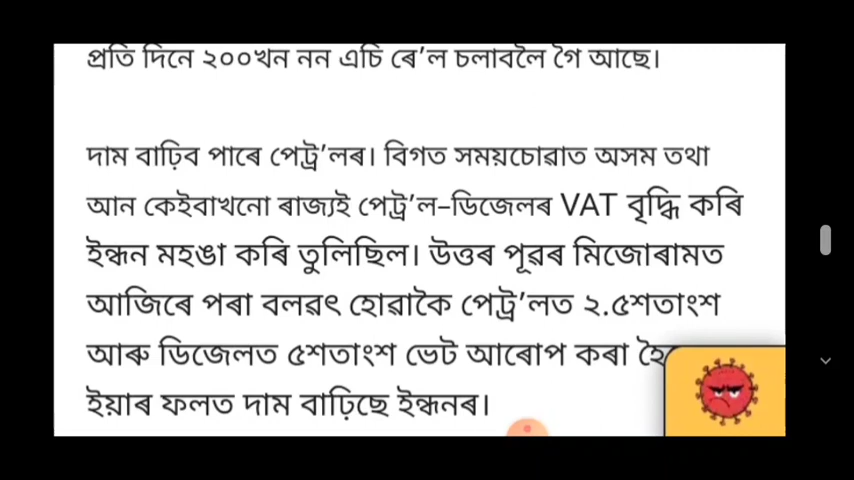 প্ৰতি দিনে ২০০খন নন এচি ৰে’ল চলাবলৈ গৈ আছে।
দাম বাঢ়িব পাৰে পেট্ৰ’লৰ। বিগত সময়চোৱাত অসম তথা
আন কেইবাখনো ৰাজ্যই পেট্ৰ’ল–ডিজেলৰ VAT বৃদ্ধি কৰি
ইন্ধন মহঙা কৰি তুলিছিল। উত্তৰ পূৱৰ মিজোৰামত
আজিৰে পৰা বলৱৎ হোৱাকৈ পেট্ৰ’লত ২.৫শতাংশ
আৰু ডিজেলত ৫শতাংশ ভেট আৰোপ কৰা
ইয়াৰ ফলত দাম বাঢ়িছে ইন্ধনৰ।